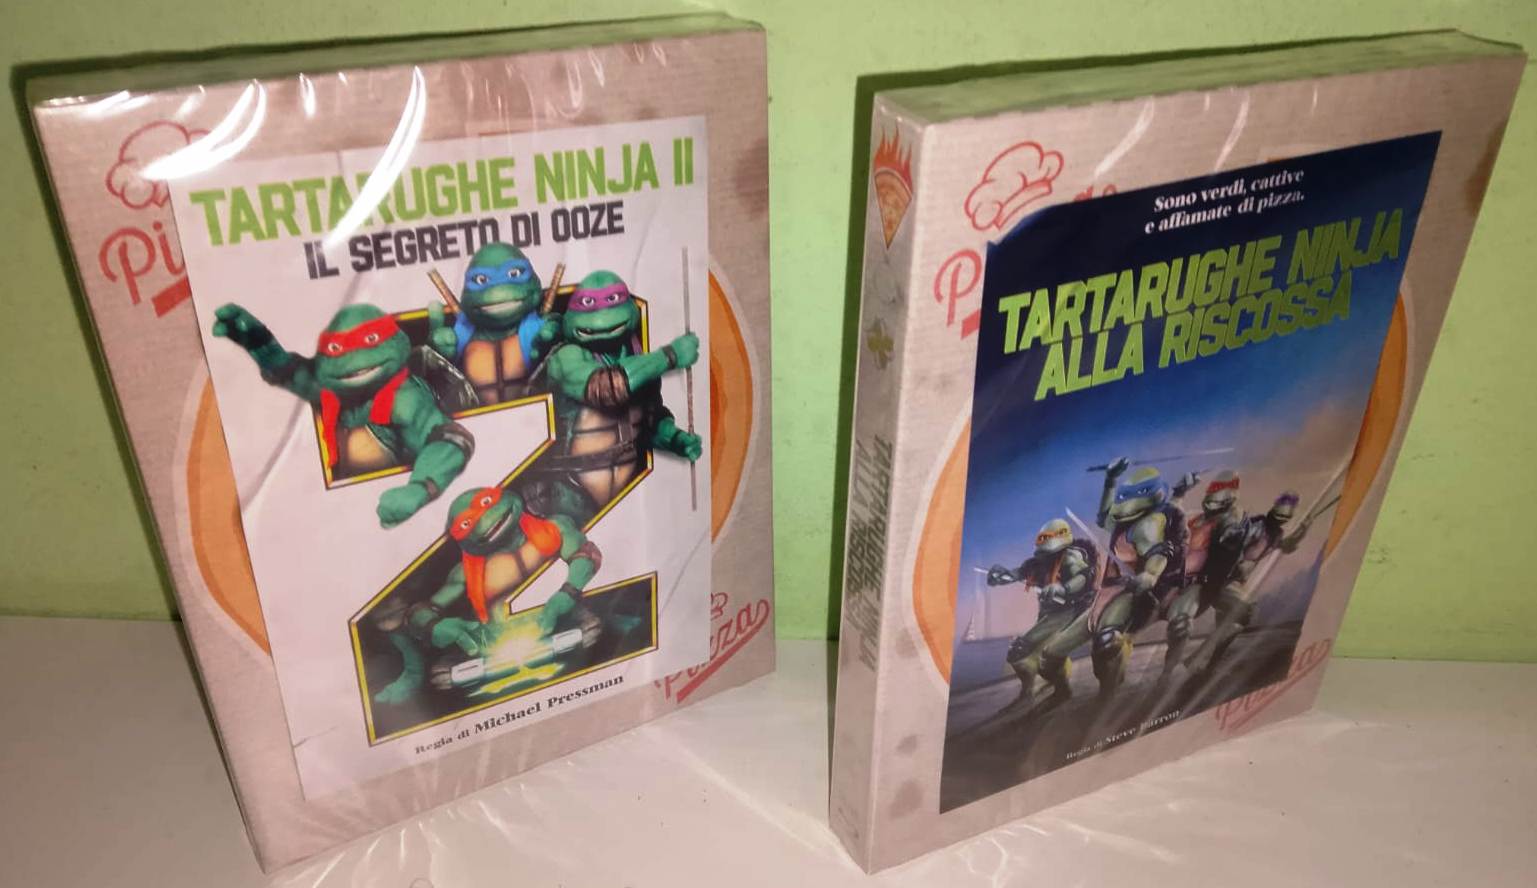 TARTARUGHE NINJA II
IL SEGRETO DI OOZE
Regia di Michael Pressman
Pizza
Sono verdi, cattive
e affamate di pizza.
TARTARUGHE NINJA
ALLA RISCOSSA
Regia di Steve Barron
TARTARUGHE NINJA
ALLA RISCOSSA